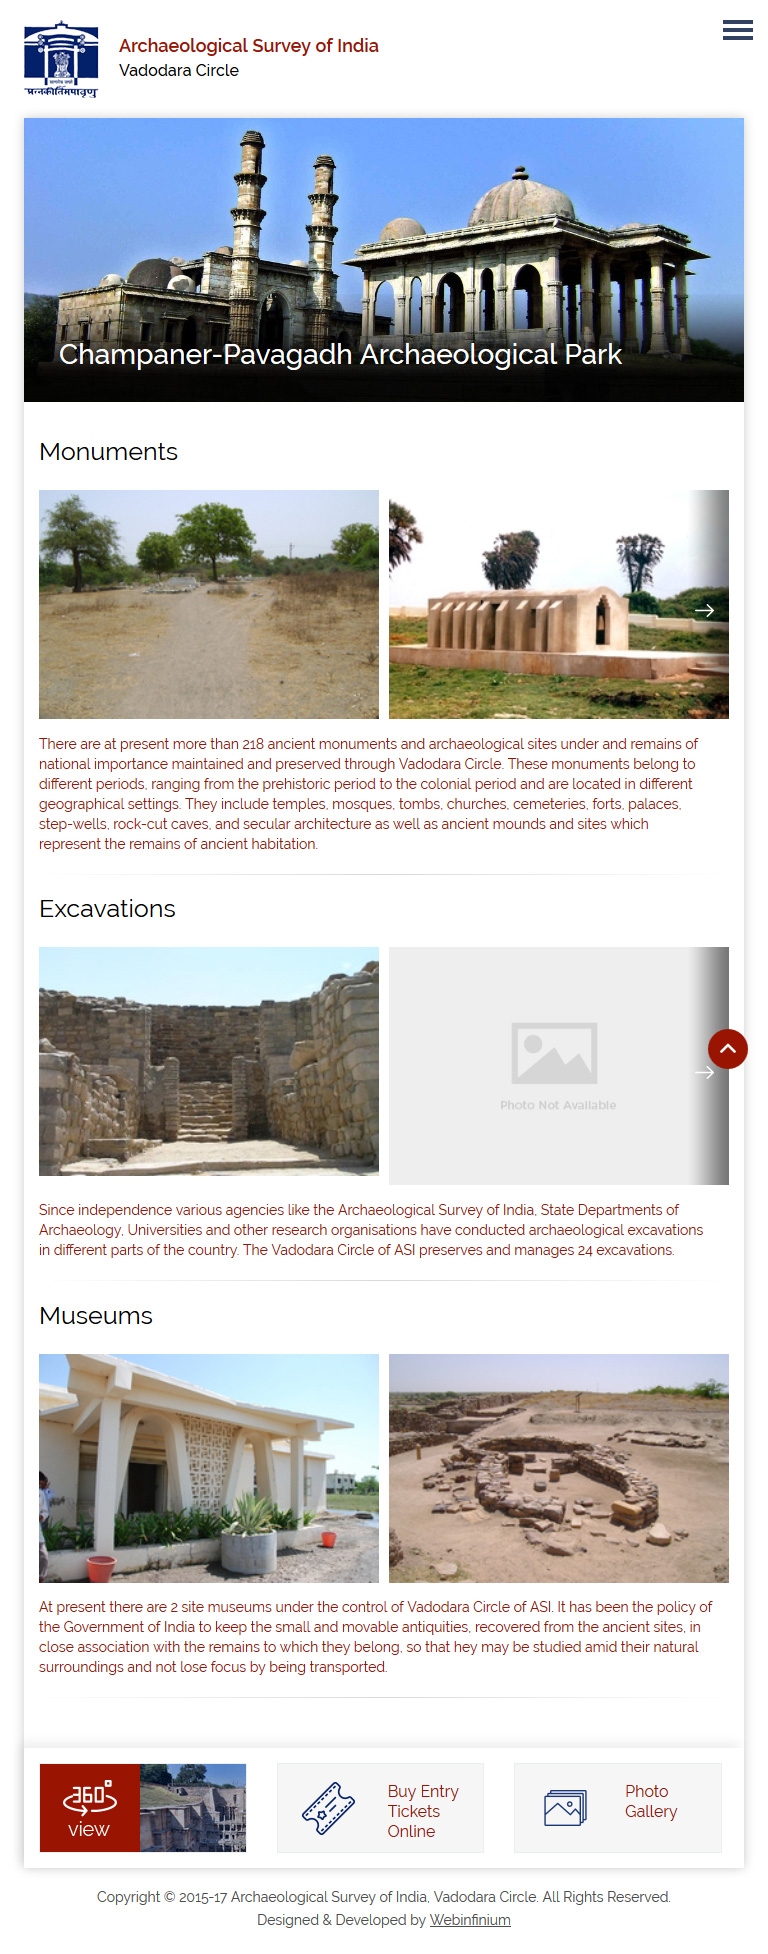 Archaeological Survey of India
Vadodara Circle
प्रत्नकीर्तिमपावृणु
Champaner-Pavagadh Archaeological Park
Monuments
There are at present more than 218 ancient monuments and archaeological sites under and remains of
national importance maintained and preserved through Vadodara Circle. These monuments belong to
different periods, ranging from the prehistoric period to the colonial period and are located in different
geographical settings. They include temples, mosques, tombs, churches, cemeteries, forts, palaces,
step-wells, rock-cut caves, and secular architecture as well as ancient mounds and sites which
represent the remains of ancient habitation.
Excavations
Photo Not Available
Since independence various agencies like the Archaeological Survey of India, State Departments of
Archaeology, Universities and other research organisations have conducted archaeological excavations
in different parts of the country. The Vadodara Circle of ASI preserves and manages 24 excavations.
Museums
At present there are 2 site museums under the control of Vadodara Circle of ASI. It has been the policy of
the Government of India to keep the small and movable antiquities, recovered from the ancient sites, in
close association with the remains to which they belong, so that hey may be studied amid their natural
surroundings and not lose focus by being transported.
360°
view
Buy Entry
Tickets
Online
Photo
Gallery
Copyright © 2015-17 Archaeological Survey of India, Vadodara Circle. All Rights Reserved.
Designed & Developed by Webinfinium